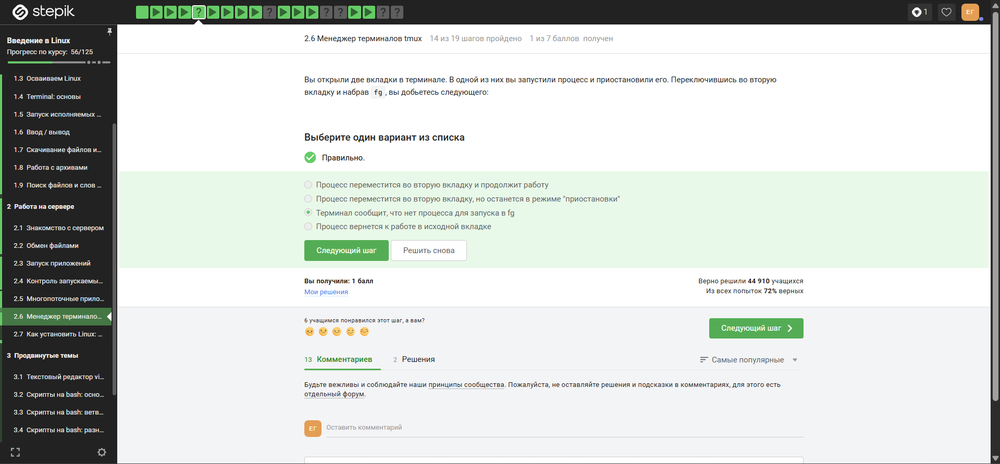 stepik
1
ЕГ
Введение в Linux
Прогресс по курсу: 56/125
1.3 Осваиваем Linux
1.4 Terminal: основы
1.5 Запуск исполняемых ...
1.6 Ввод / вывод
1.7 Скачивание файлов и...
1.8 Работа с архивами
1.9 Поиск файлов и слов ...
2 Работа на сервере
2.1 Знакомство с сервером
2.2 Обмен файлами
2.3 Запуск приложений
2.4 Контроль запускаемы...
2.5 Многопоточные прило...
2.6 Менеджер терминало...
2.7 Как установить Linux: ...
3 Продвинутые темы
3.1 Текстовый редактор vi...
3.2 Скрипты на bash: осно...
3.3 Скрипты на bash: ветв...
3.4 Скрипты на bash: разн...
2.6 Менеджер терминалов tmux 14 из 19 шагов пройдено 1 из 7 баллов получен
Вы открыли две вкладки в терминале. В одной из них вы запустили процесс и приостановили его. Переключившись во вторую
вкладку и набрав fg, вы добьетесь следующего:
Выберите один вариант из списка
Правильно.
Процесс переместится во вторую вкладку и продолжит работу
Процесс переместится во вторую вкладку, но останется в режиме "приостановки"
Терминал сообщит, что нет процесса для запуска в fg
Процесс вернется к работе в исходной вкладке
Следующий шаг Решить снова
Вы получили: 1 балл
Мои решения
Верно решили 44 910 учащихся
Из всех попыток 72% верных
6 учащимся понравился этот шаг, а вам?
Следующий шаг
13 Комментариев 2 Решения Самые популярные
Будьте вежливы и соблюдайте наши принципы сообщества. Пожалуйста, не оставляйте решения и подсказки в комментариях, для этого есть
отдельный форум.
ЕГ Оставить комментарий